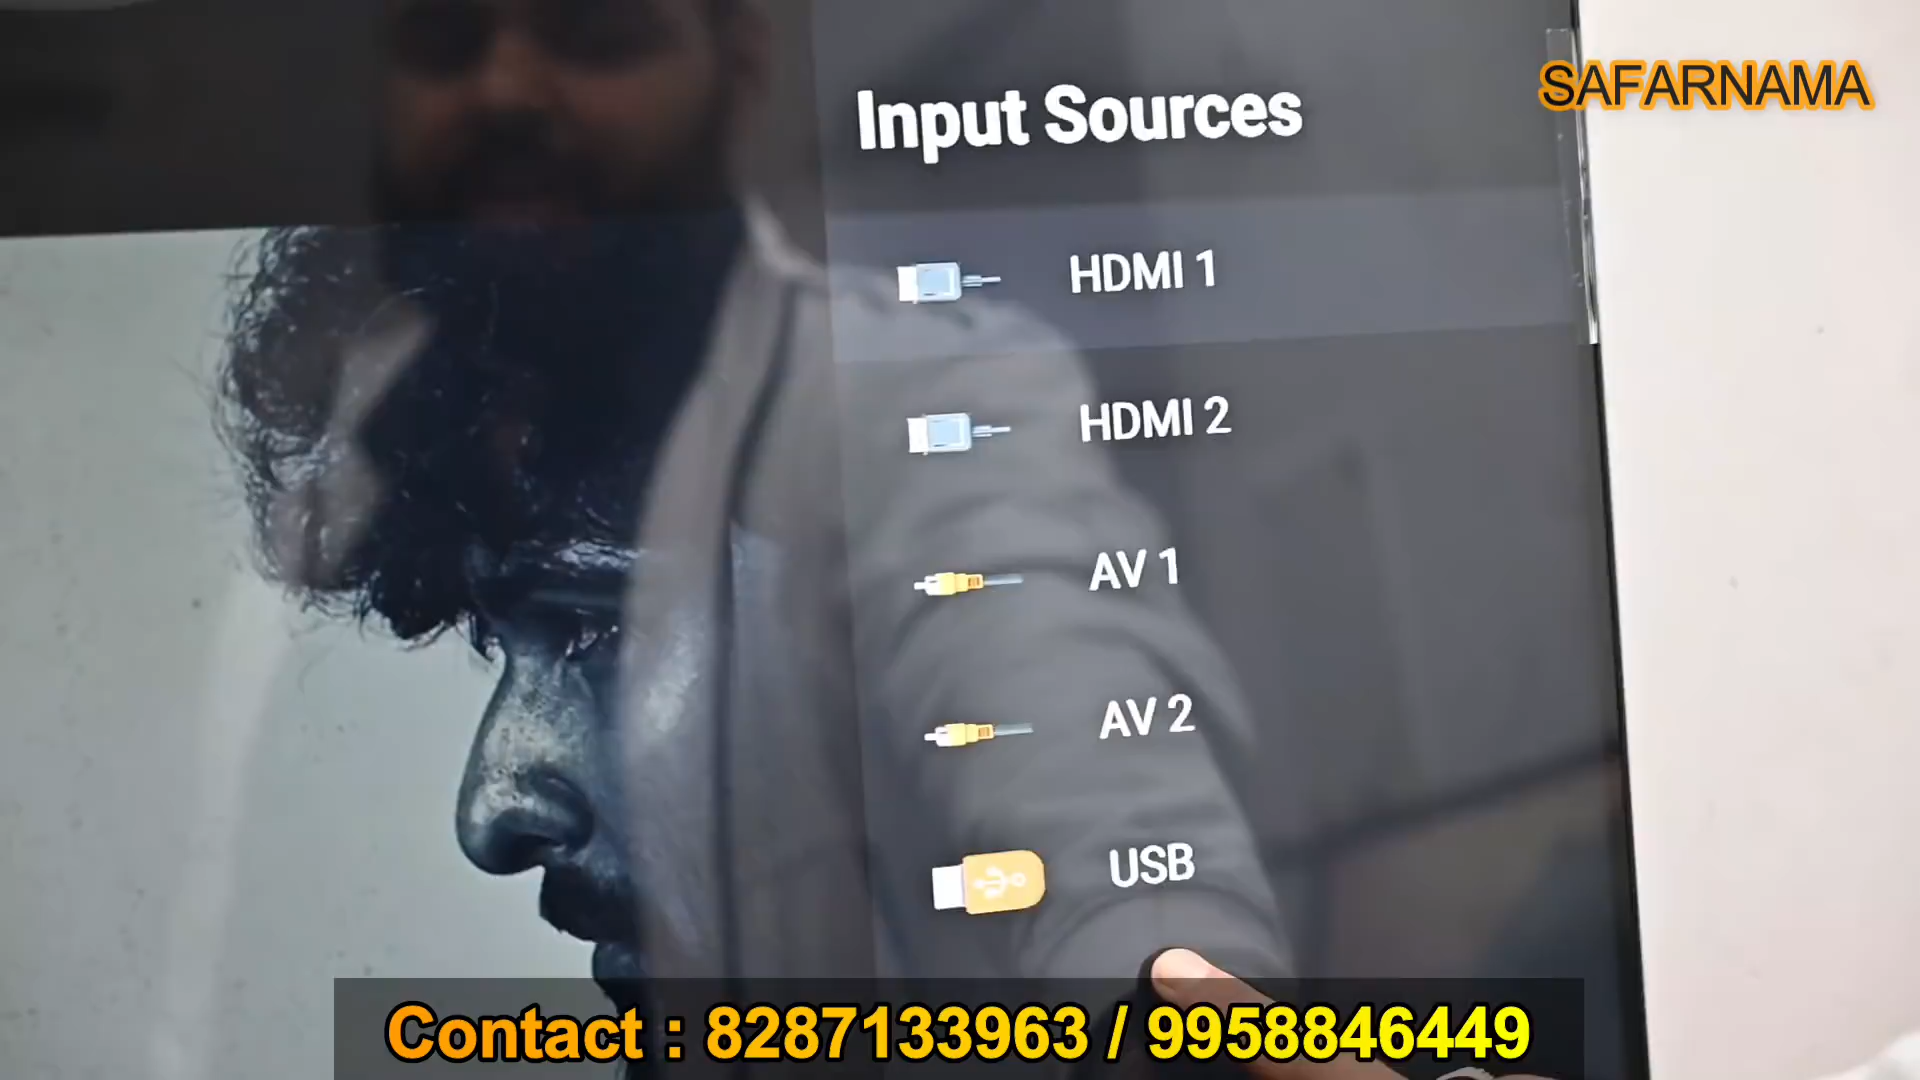 SAFARNAMA
Input Sources
HDMI 1
HDMI 2
AV 1
AV 2
USB
Contact : 8287133963 / 9958846449